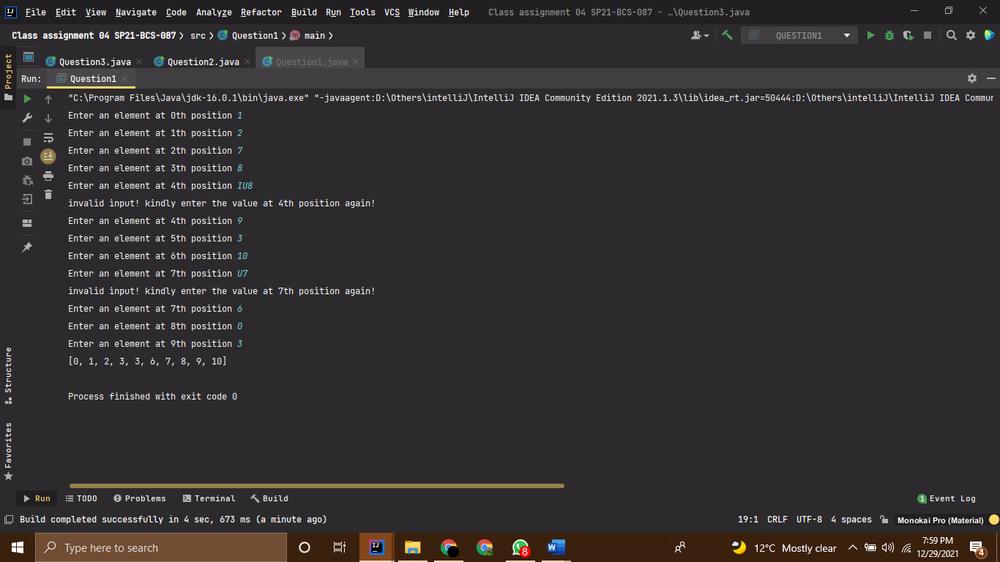 File Edit View Navigate Code Analyze Refactor Build Run Tools VCS Window Help Class assignment 04 SP21-BCS-087 - …\Question3.java
Class assignment 04 SP21-BCS-087 src Question1 main QUESTION1
Project
Question3.java Question2.java Question1.java
Run: Question1
"C:\Program Files\Java\jdk-16.0.1\bin\java.exe" "-javaagent:D:\Others\intelliJ\IntelliJ IDEA Community Edition 2021.1.3\lib\idea_rt.jar=50444:D:\Others\intelliJ\IntelliJ IDEA Commun
Enter an element at 0th position 1
Enter an element at 1th position 2
Enter an element at 2th position 7
Enter an element at 3th position 8
Enter an element at 4th position IU8
invalid input! kindly enter the value at 4th position again!
Enter an element at 4th position 9
Enter an element at 5th position 3
Enter an element at 6th position 10
Enter an element at 7th position U7
invalid input! kindly enter the value at 7th position again!
Enter an element at 7th position 6
Enter an element at 8th position 0
Enter an element at 9th position 3
[0, 1, 2, 3, 3, 6, 7, 8, 9, 10]
Process finished with exit code 0
Structure
Favorites
Run TODO Problems Terminal Build 1 Event Log
Build completed successfully in 4 sec, 673 ms (a minute ago) 19:1 CRLF UTF-8 4 spaces Monokai Pro (Material)
Type here to search 8 12°C Mostly clear 7:59 PM
12/29/2021 4